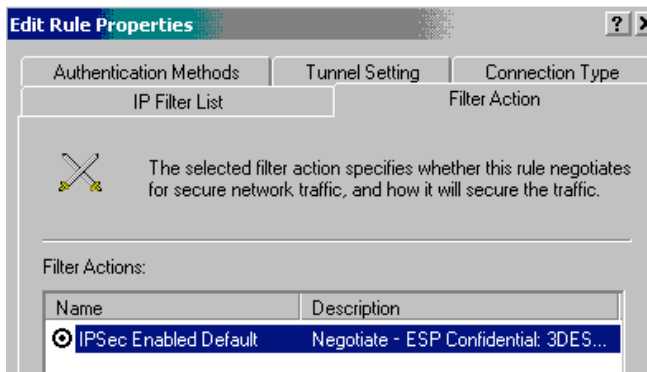 Edit Rule Properties
Authentication Methods
Tunnel Setting
Connection Type
IP Filter List
Filter Action
The selected filter action specifies whether this rule negotiates
for secure network traffic, and how it will secure the traffic.
Filter Actions:
Name
Description
IPSec Enabled Default
Negotiate - ESP Confidential: 3DES...